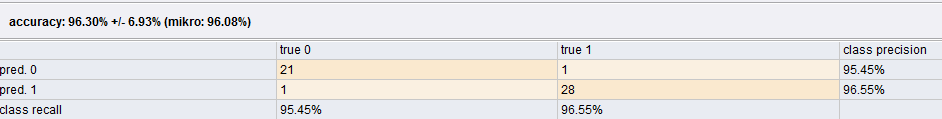 accuracy: 96.30% +/- 6.93% (mikro: 96.08%)
true 0 true 1 class precision
pred. 0 21 1 95.45%
pred. 1 1 28 96.55%
class recall 95.45% 96.55%